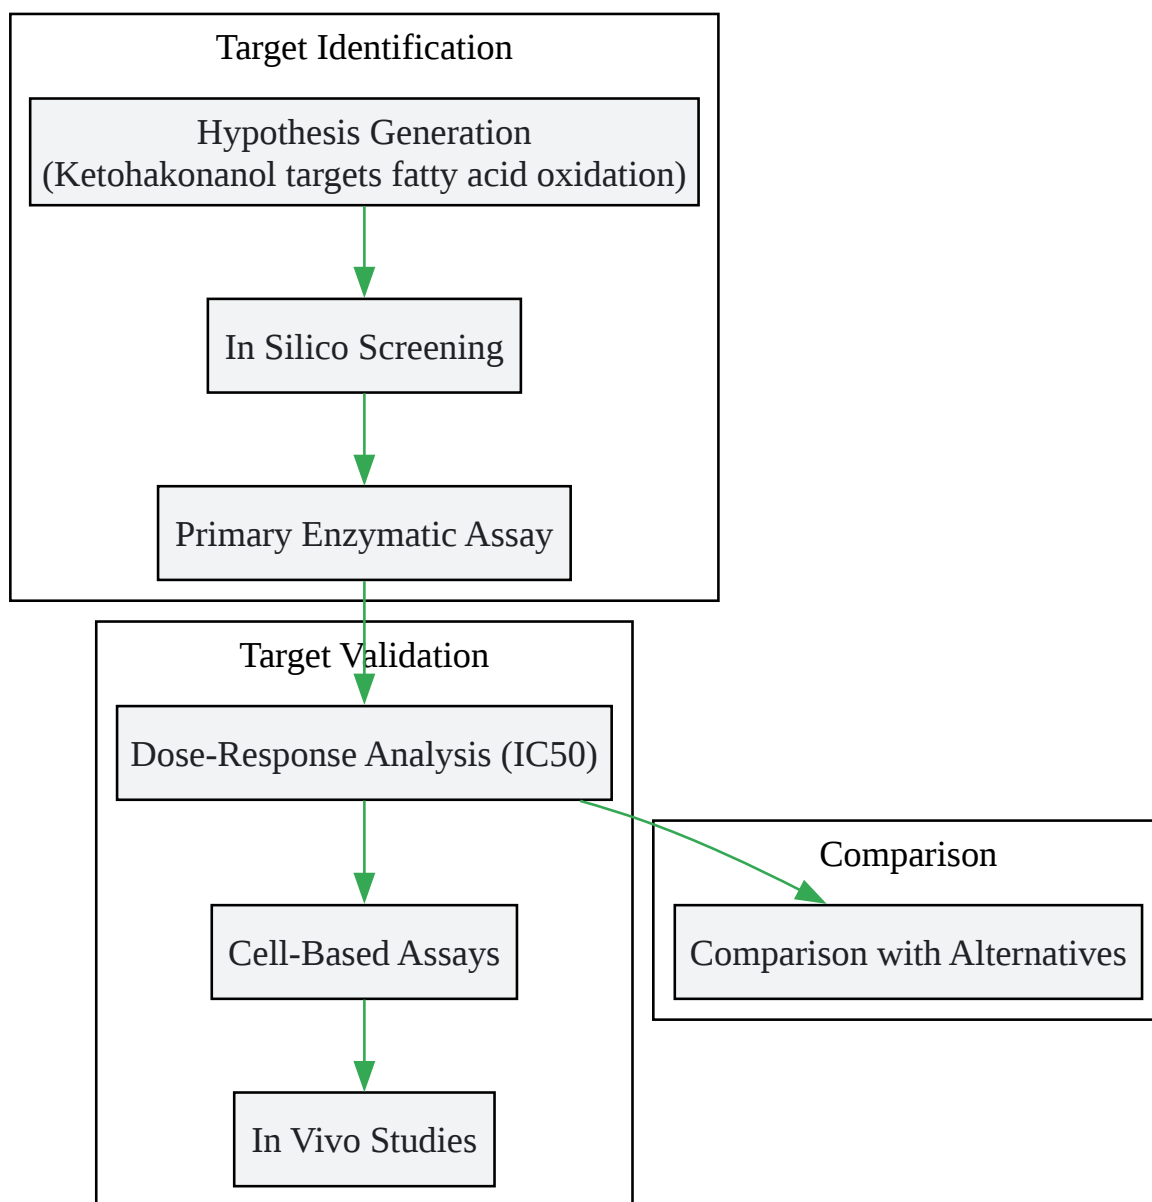 Target Identification
Hypothesis Generation
(Ketohakonanol targets fatty acid oxidation)
In Silico Screening
Primary Enzymatic Assay
Target Validation
Dose-Response Analysis (IC50)
Comparison
Comparison with Alternatives
Cell-Based Assays
In Vivo Studies